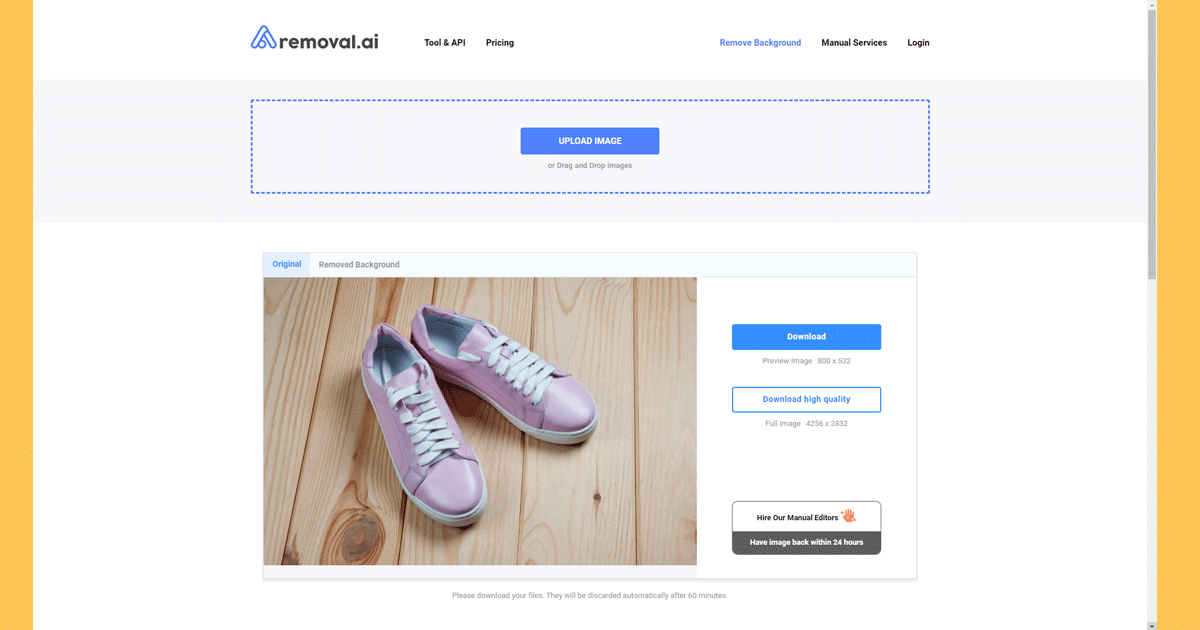 removal.ai
Tool & API
Pricing
Remove Background
Manual Services
Login
UPLOAD IMAGE
or Drag and Drop images
Original
Removed Background
Download
Preview Image 800 x 532
Download high quality
Full Image 4256 x 2832
Hire Our Manual Editors
Have image back within 24 hours
Please download your files. They will be discarded automatically after 60 minutes.